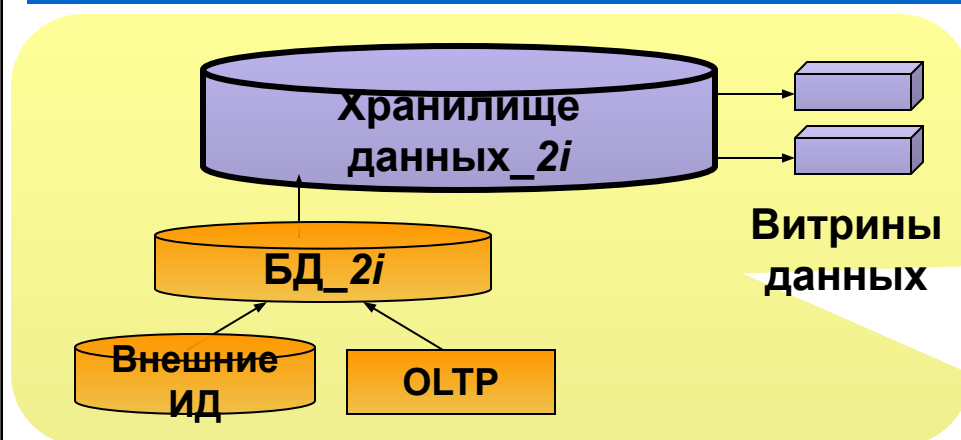 Хранилище
данных_2i
Витрины
данных
БД_2i
Внешние
ИД
OLTP